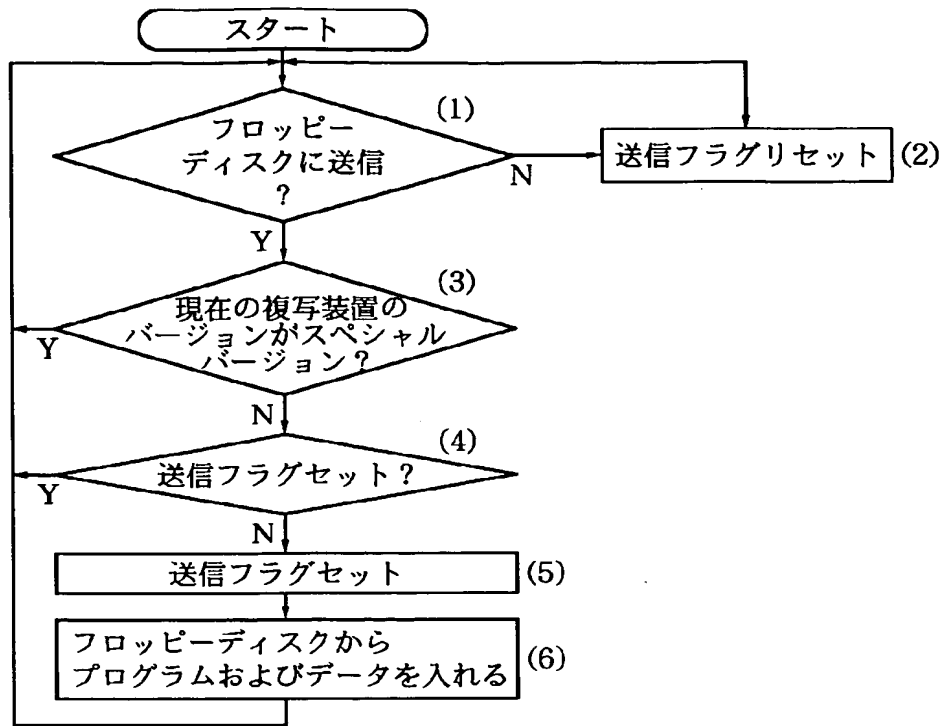 スタート
(1)
フロッピー
ディスクに送信
?
N
送信フラグリセット (2)
Y
(3)
現在の複写装置の
バージョンがスペシャル
バージョン?
Y
N
(4)
送信フラグセット?
Y
N
送信フラグセット (5)
フロッピーディスクから
プログラムおよびデータを入れる (6)